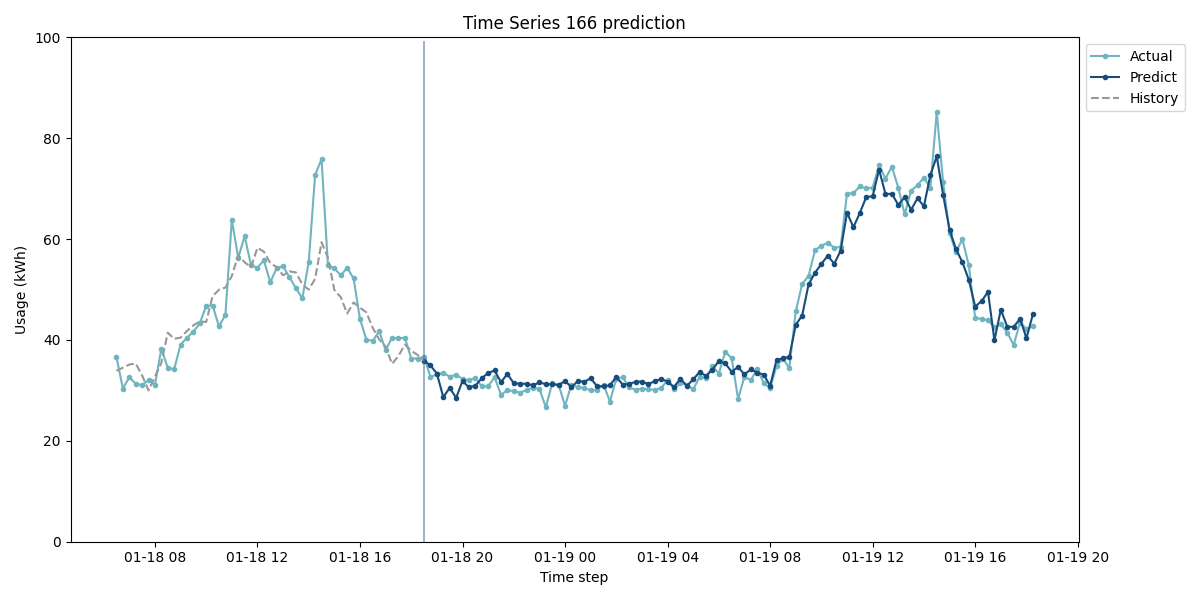 Time Series 166 prediction
100
80
60
40
20
0
Usage (kWh)
01-18 08
01-18 12
01-18 16
01-18 20
01-19 00
01-19 04
01-19 08
01-19 12
01-19 16
01-19 20
Time step
Actual
Predict
History